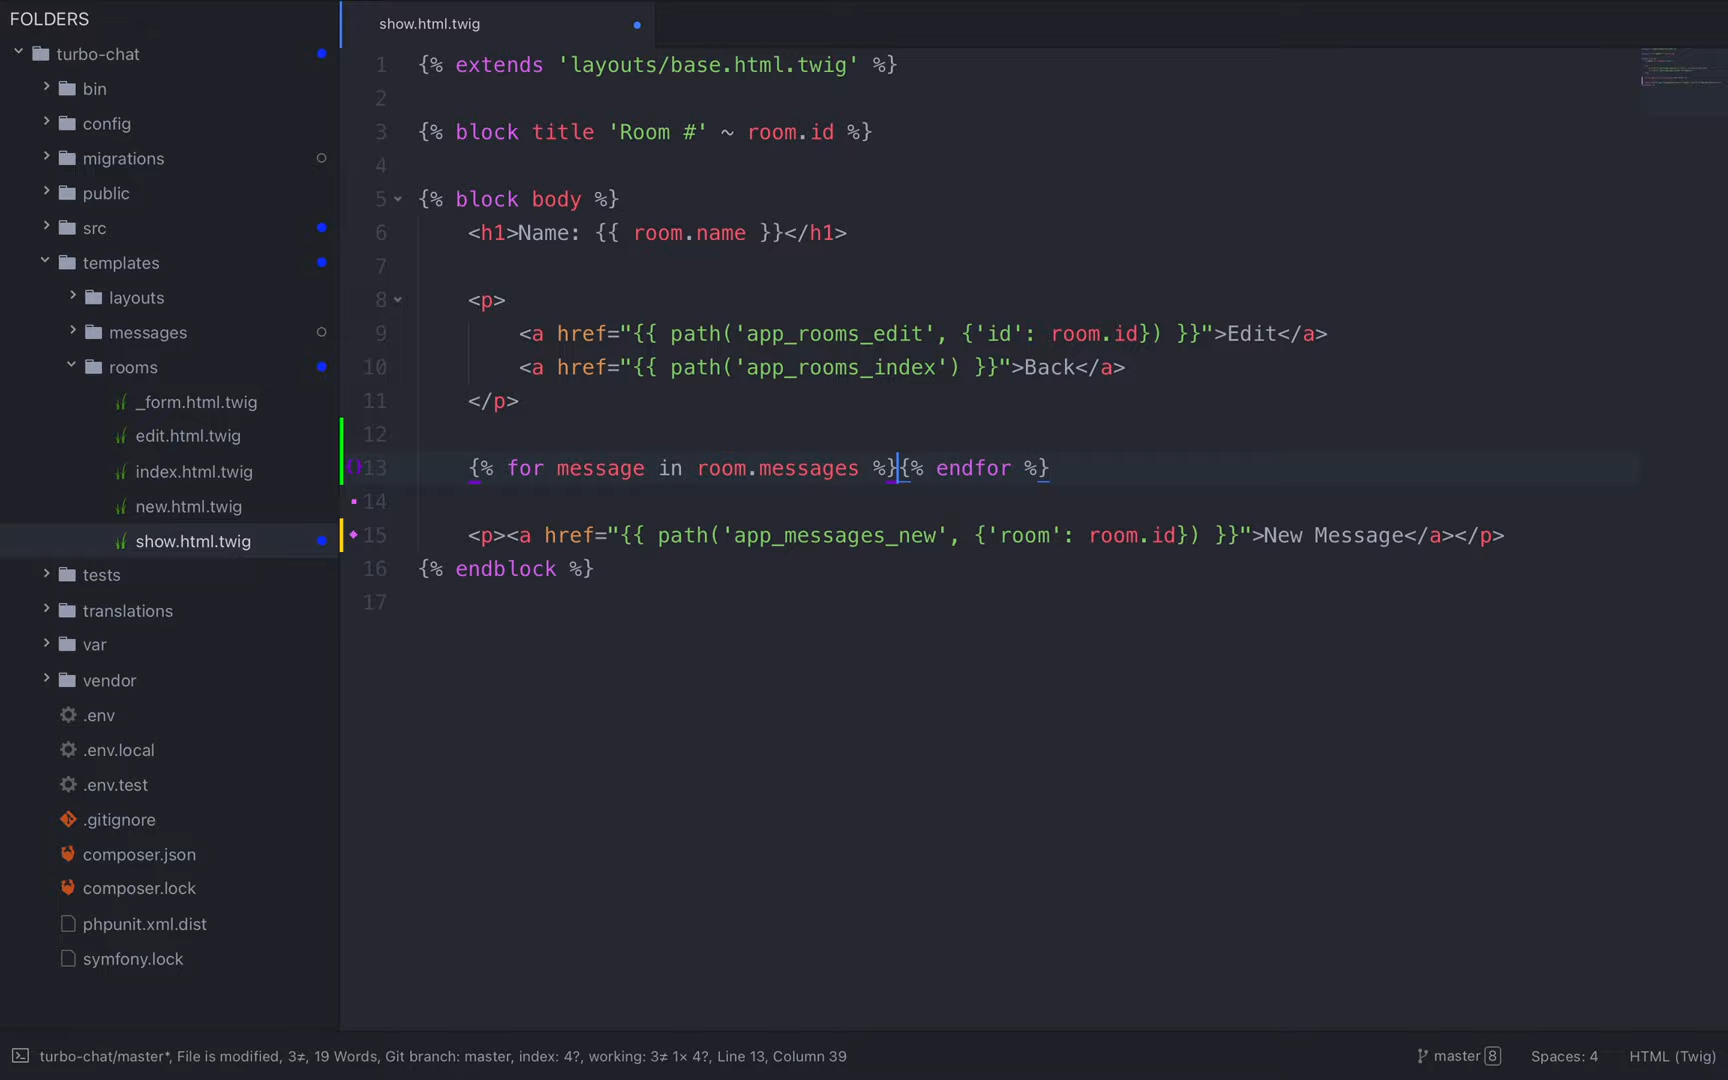 FOLDERS
turbo-chat
bin
config
migrations
public
src
templates
layouts
messages
rooms
_form.html.twig
edit.html.twig
index.html.twig
new.html.twig
show.html.twig
tests
translations
var
vendor
.env
.env.local
.env.test
.gitignore
composer.json
composer.lock
phpunit.xml.dist
symfony.lock
show.html.twig
1 {% extends 'layouts/base.html.twig' %}
2
3 {% block title 'Room #' ~ room.id %}
4
5 {% block body %}
6 <h1>Name: {{ room.name }}</h1>
7
8 <p>
9 <a href="{{ path('app_rooms_edit', {'id': room.id}) }}">Edit</a>
10 <a href="{{ path('app_rooms_index') }}">Back</a>
11 </p>
12
13 {% for message in room.messages %}{% endfor %}
14
15 <p><a href="{{ path('app_messages_new', {'room': room.id}) }}">New Message</a></p>
16 {% endblock %}
17
turbo-chat/master*, File is modified, 3≠, 19 Words, Git branch: master, index: 4?, working: 3≠ 1× 4?, Line 13, Column 39
master 8
Spaces: 4
HTML (Twig)